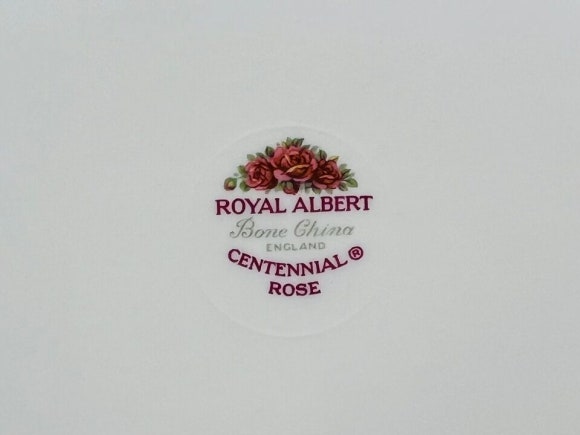 ROYAL ALBERT
Bone China
ENGLAND
CENTENNIAL®
ROSE